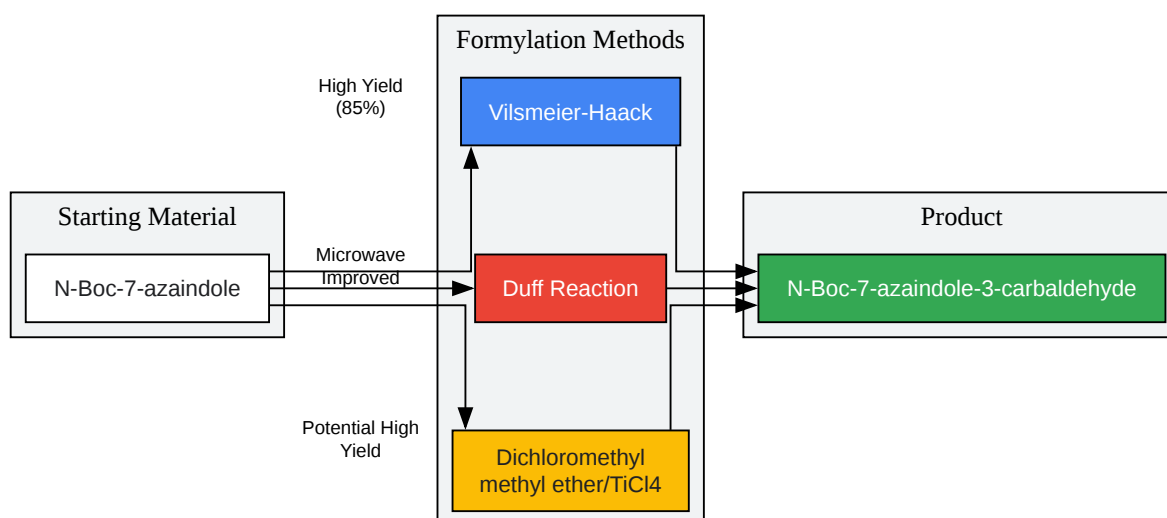 Formylation Methods
High Yield
(85%)
Vilsmeier-Haack
Starting Material
N-Boc-7-azaindole
Microwave
Improved
Duff Reaction
Product
N-Boc-7-azaindole-3-carbaldehyde
Potential High
Yield
Dichloromethyl
methyl ether/TiCl4